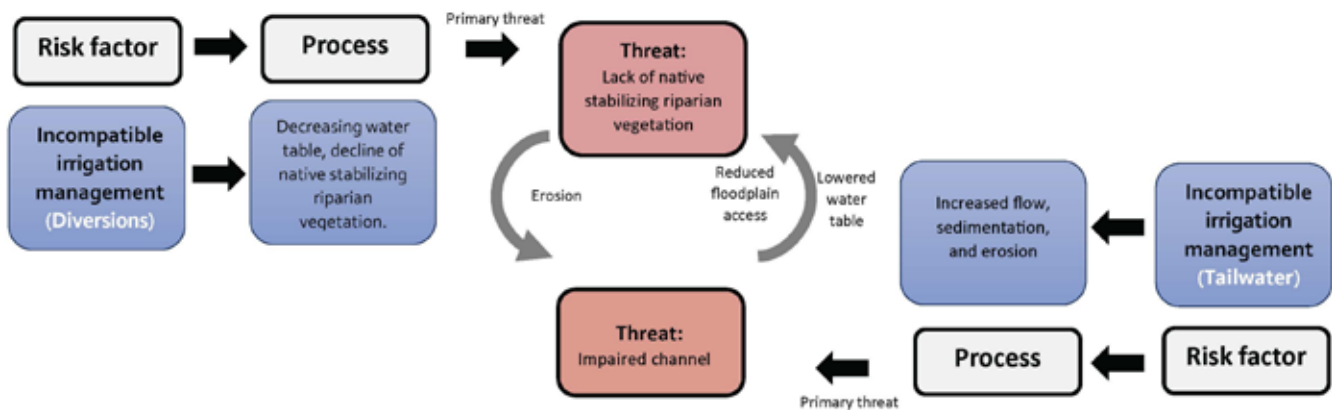 Primary threat
Risk factor
Process
Threat:
Lack of native
stabilizing riparian
vegetation
Incompatible
irrigation
management
(Diversions)
Decreasing water
table, decline of
native stabilizing
riparian
vegetation.
Erosion
Reduced
floodplain
access
Lowered
water
table
Increased flow,
sedimentation,
and erosion
Incompatible
irrigation
management
(Tailwater)
Threat:
Impaired channel
Process
Risk factor
Primary threat